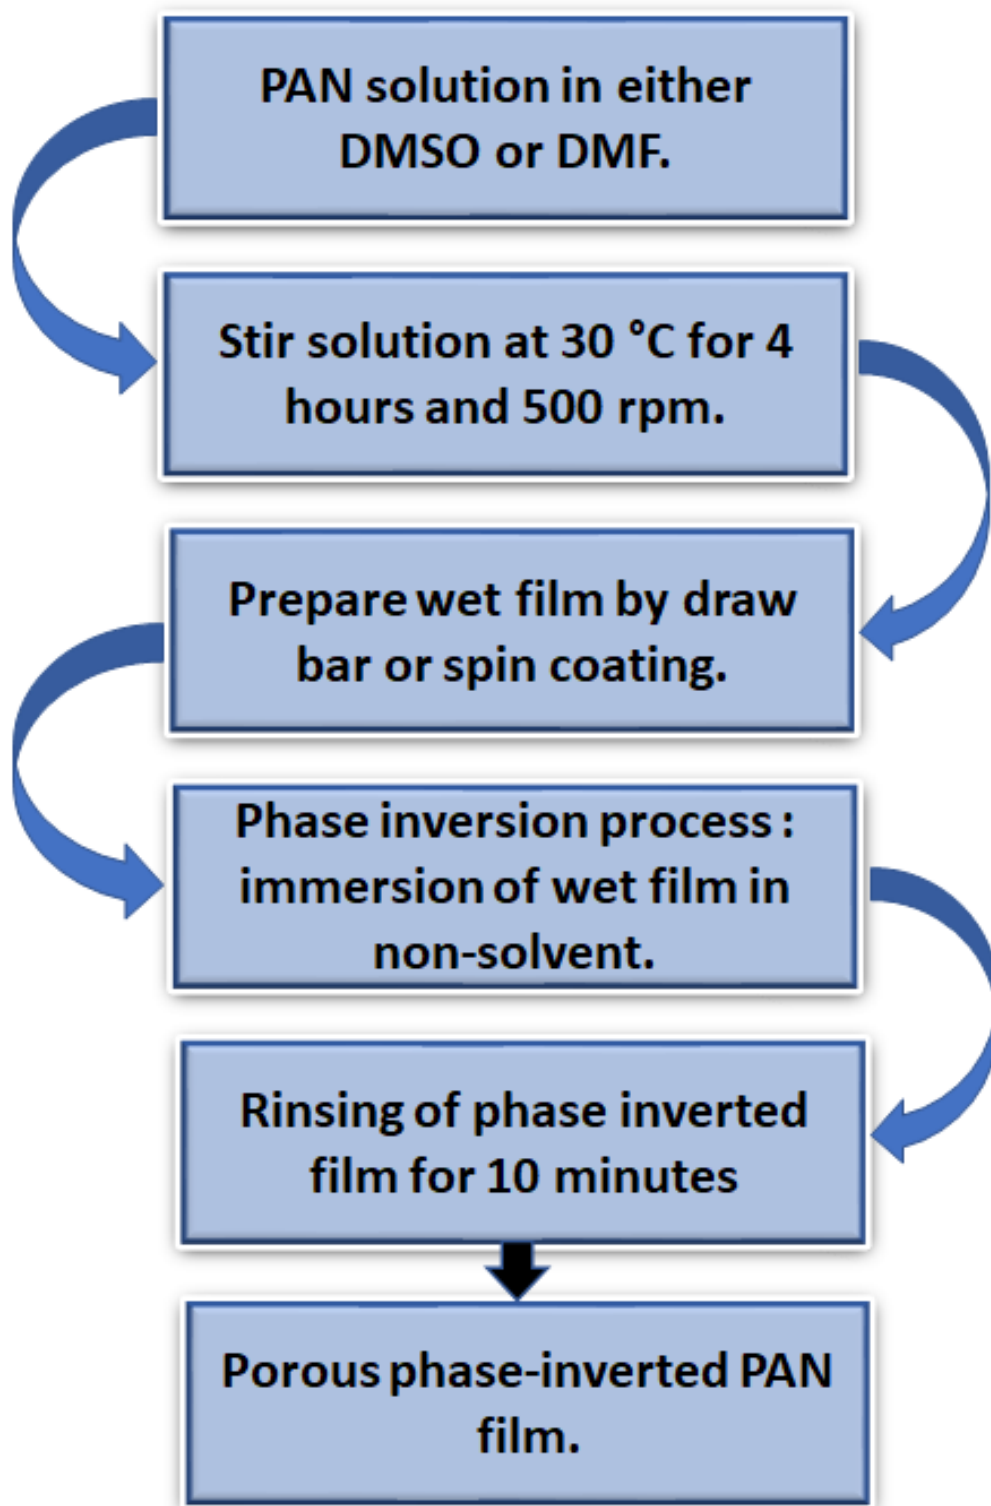 PAN solution in either
DMSO or DMF.
Stir solution at 30 °C for 4
hours and 500 rpm.
Prepare wet film by draw
bar or spin coating.
Phase inversion process :
immersion of wet film in
non-solvent.
Rinsing of phase inverted
film for 10 minutes
Porous phase-inverted PAN
film.